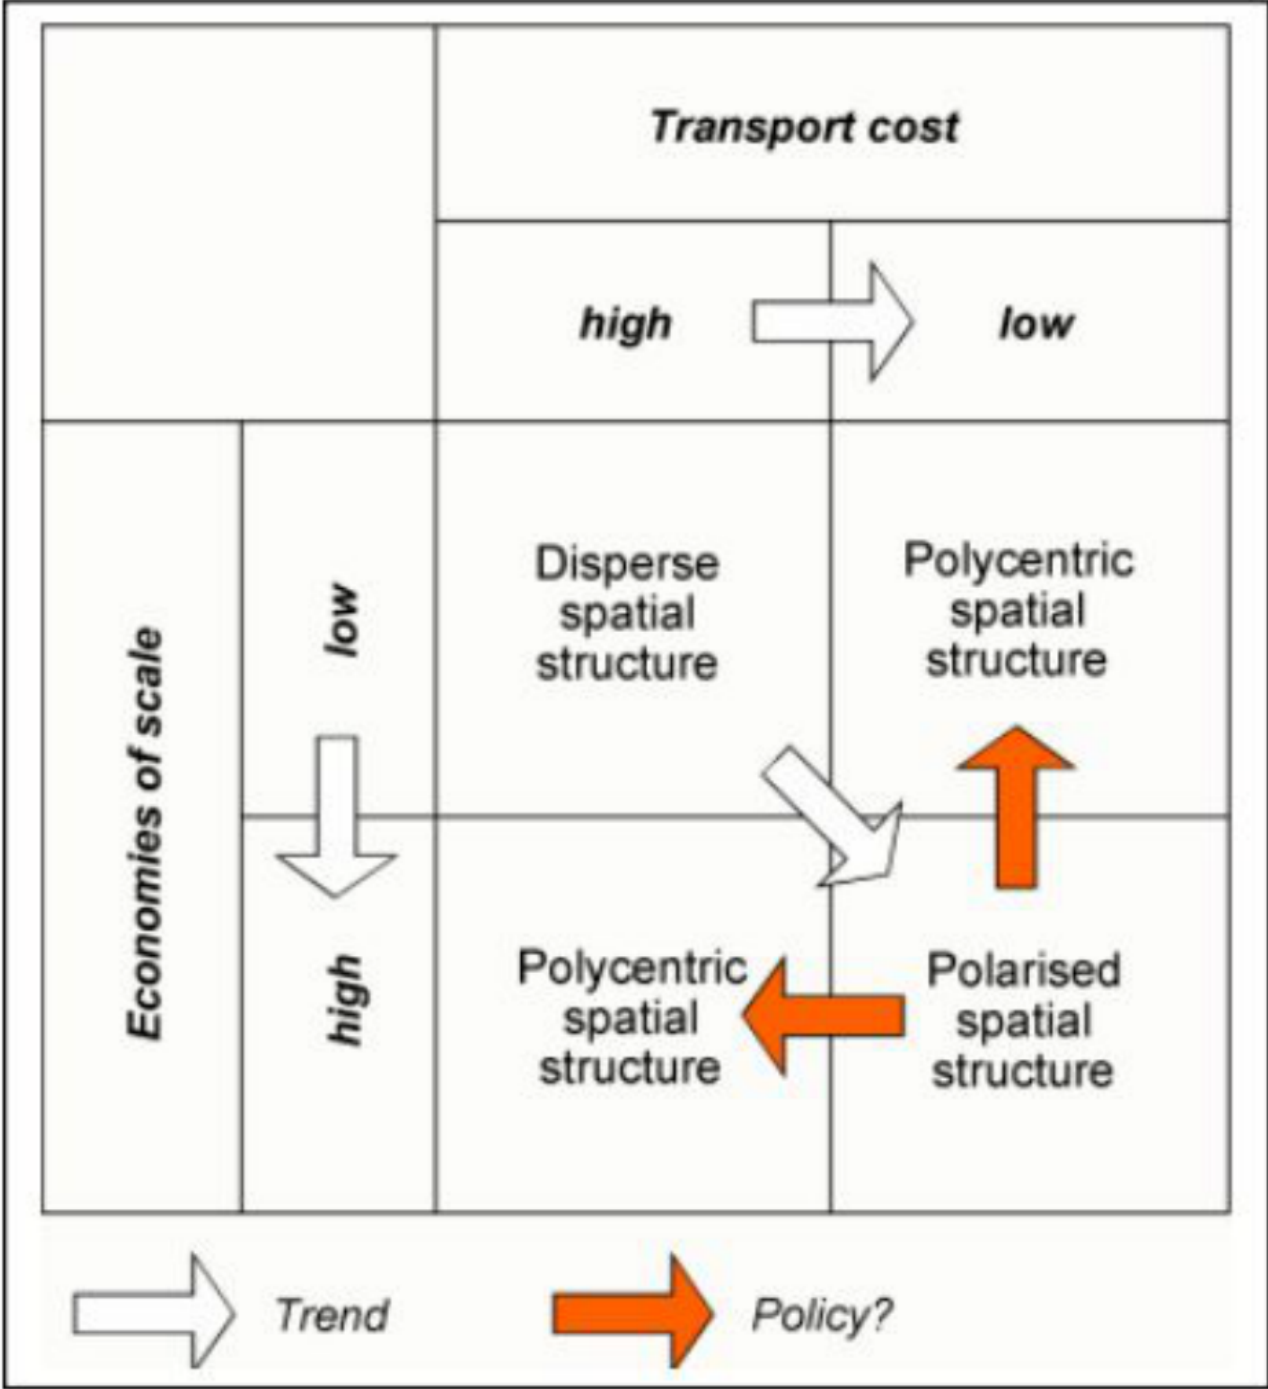 Transport cost
high
low
Economies of scale
low
Disperse
spatial
structure
Polycentric
spatial
structure
high
Polycentric
spatial
structure
Polarised
spatial
structure
Trend
Policy?